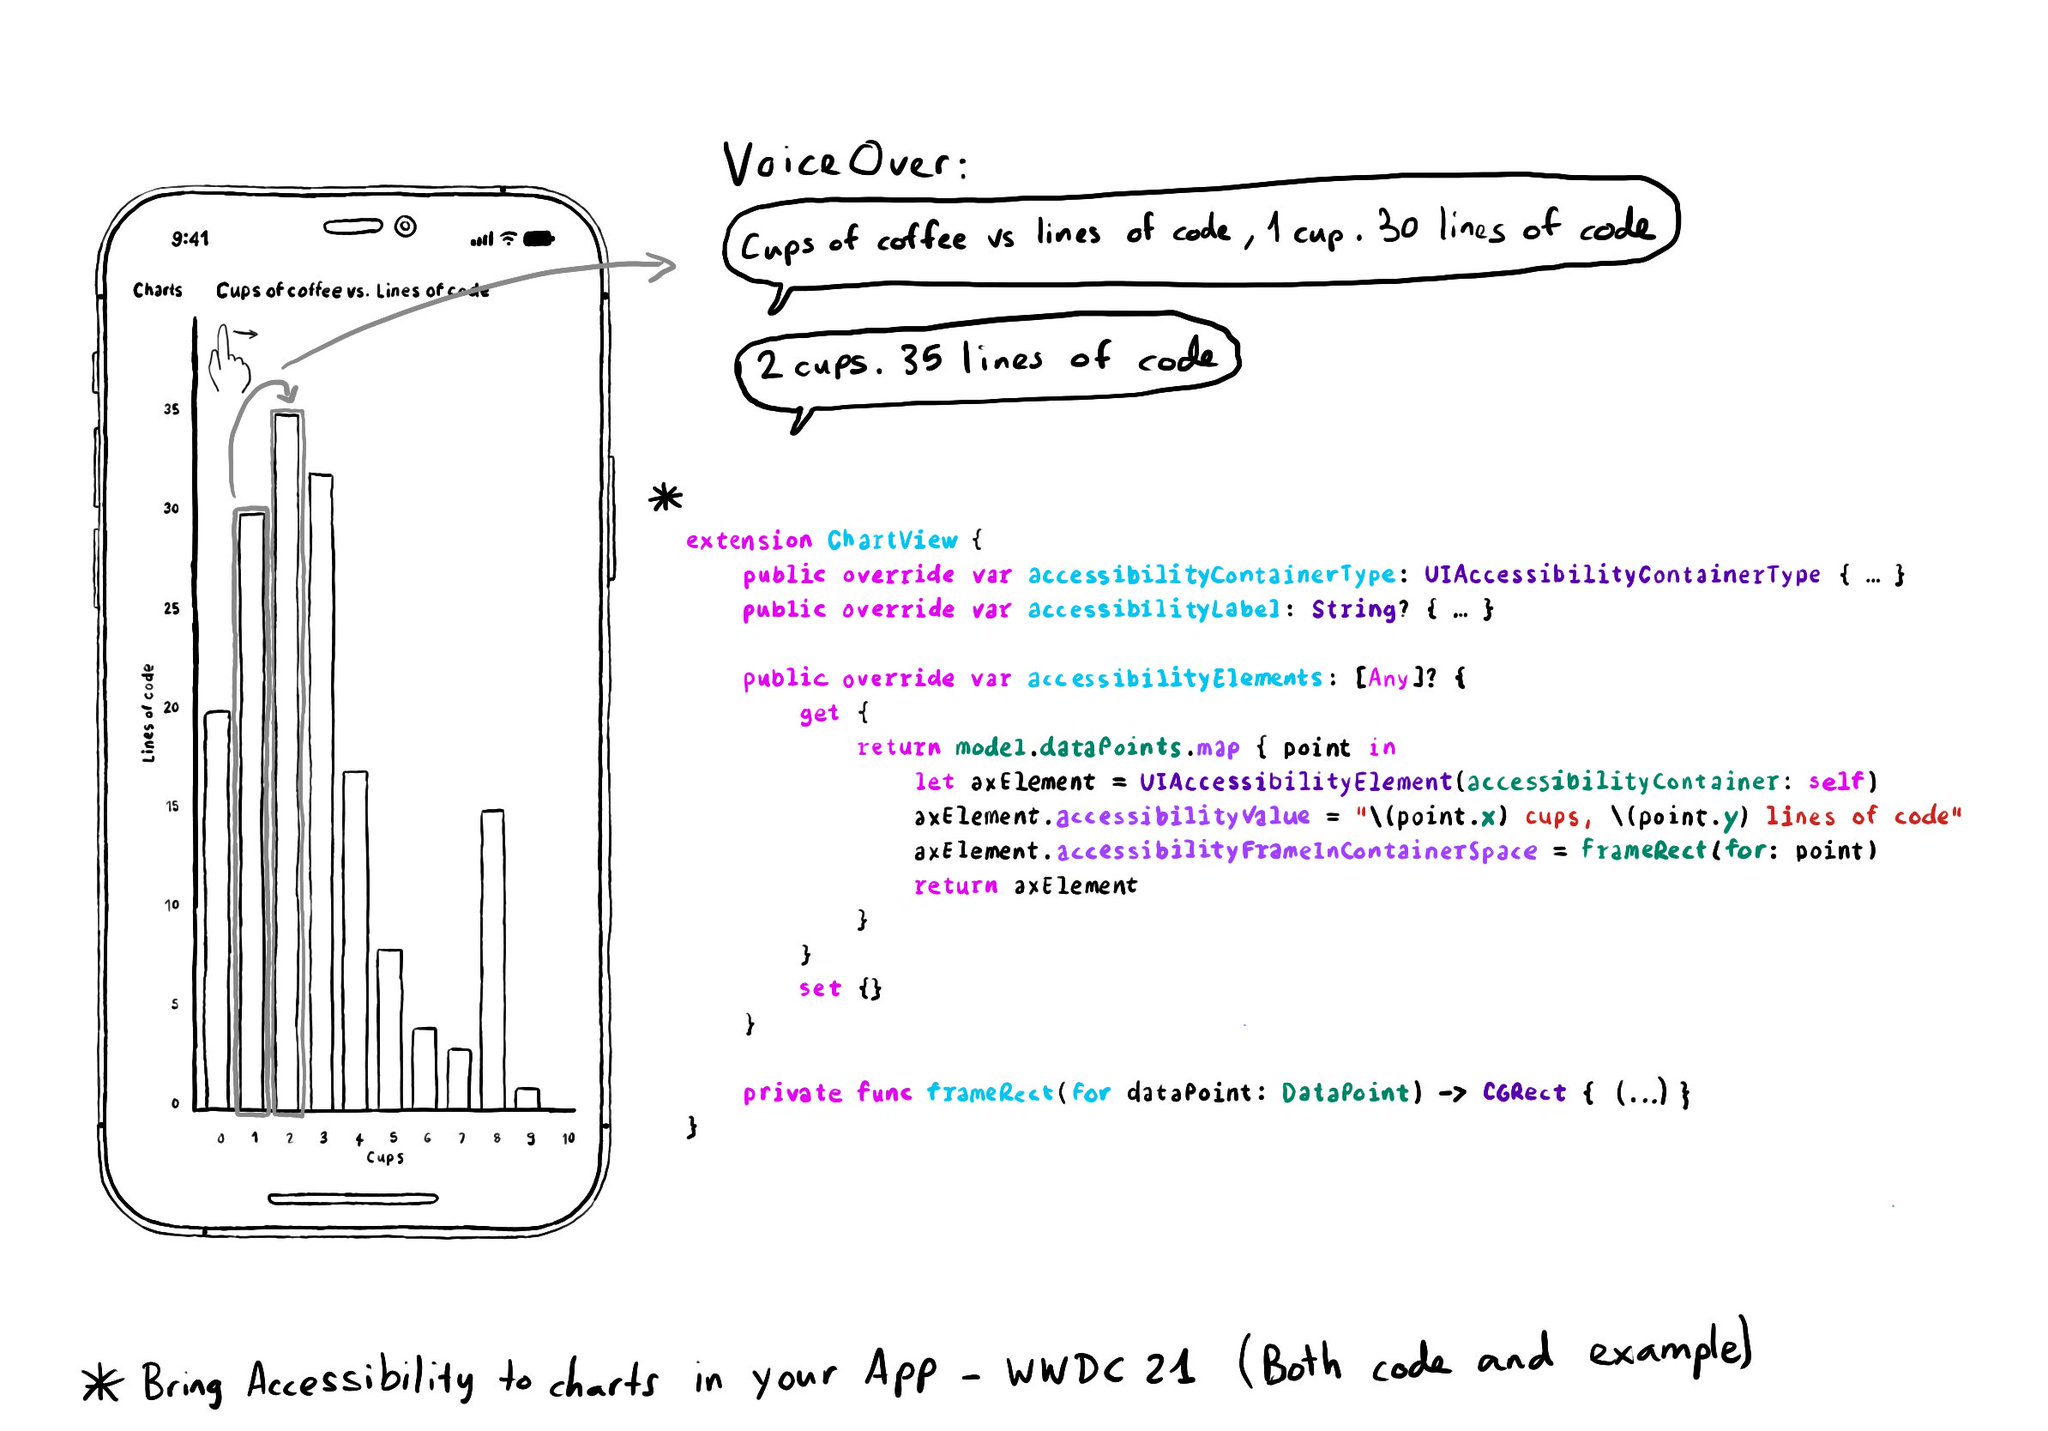 VoiceOver:
Cups of coffee vs lines of code, 1 cup. 30 lines of code
2 cups. 35 lines of code
9:41
Charts
Cups of coffee vs. Lines of code
35
30
25
20
15
10
5
0
Lines of code
0 1 2 3 4 5 6 7 8 9 10
Cups
*
extension ChartView {
public override var accessibilityContainerType: UIAccessibilityContainerType { ... }
public override var accessibilityLabel: String? { ... }
public override var accessibilityElements: [Any]? {
get {
return model.dataPoints.map { point in
let axElement = UIAccessibilityElement(accessibilityContainer: self)
axElement.accessibilityValue = "\(point.x) cups, \(point.y) lines of code"
axElement.accessibilityFrameInContainerSpace = frameRect(for: point)
return axElement
}
}
set {}
}
private func frameRect(for dataPoint: DataPoint) -> CGRect { (...) }
}
* Bring Accessibility to charts in your App - WWDC 21 (Both code and example)